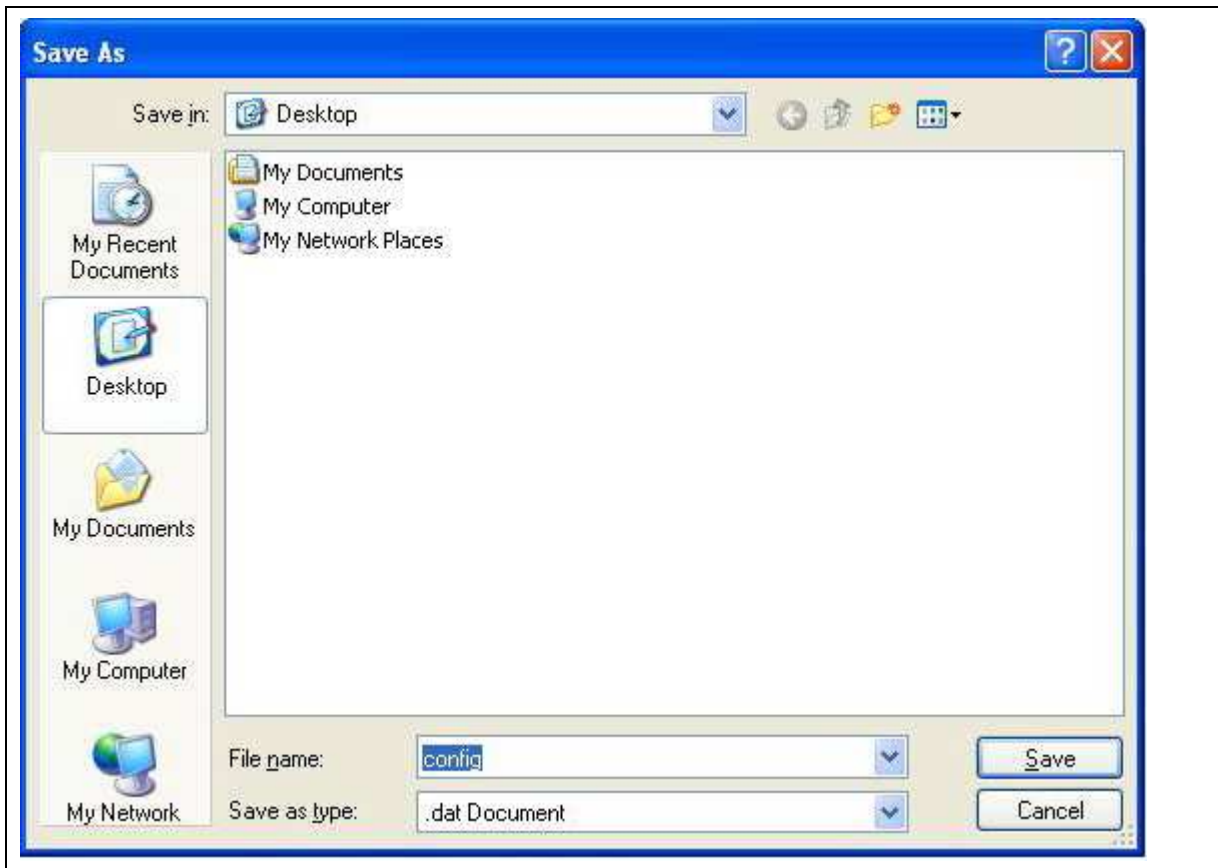 Save As
Save in:
Desktop
My Documents
My Computer
My Network Places
My Recent
Documents
Desktop
My Documents
My Computer
My Network
File name:
config
Save
Save as type:
.dat Document
Cancel